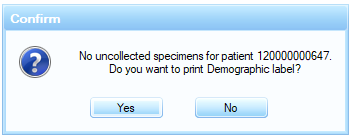 Confirm
No uncollected specimens for patient 120000000647.
Do you want to print Demographic label?
Yes
No